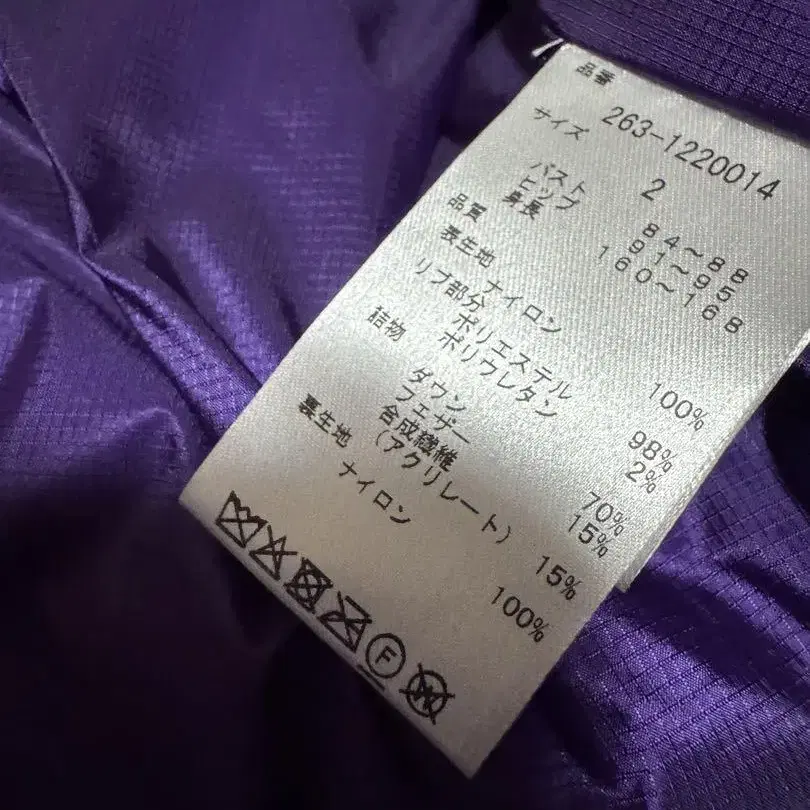 品番 263-1220014
サイズ 2
バスト 84～88
ヒップ 91～95
身長 160～168
品質
表生地
ナイロン 100%
リブ部分
ポリエステル 98%
ポリウレタン 2%
詰物
ダウン 70%
フェザー 15%
合成繊維
(アクリレート) 15%
裏生地
ナイロン 100%
F
W